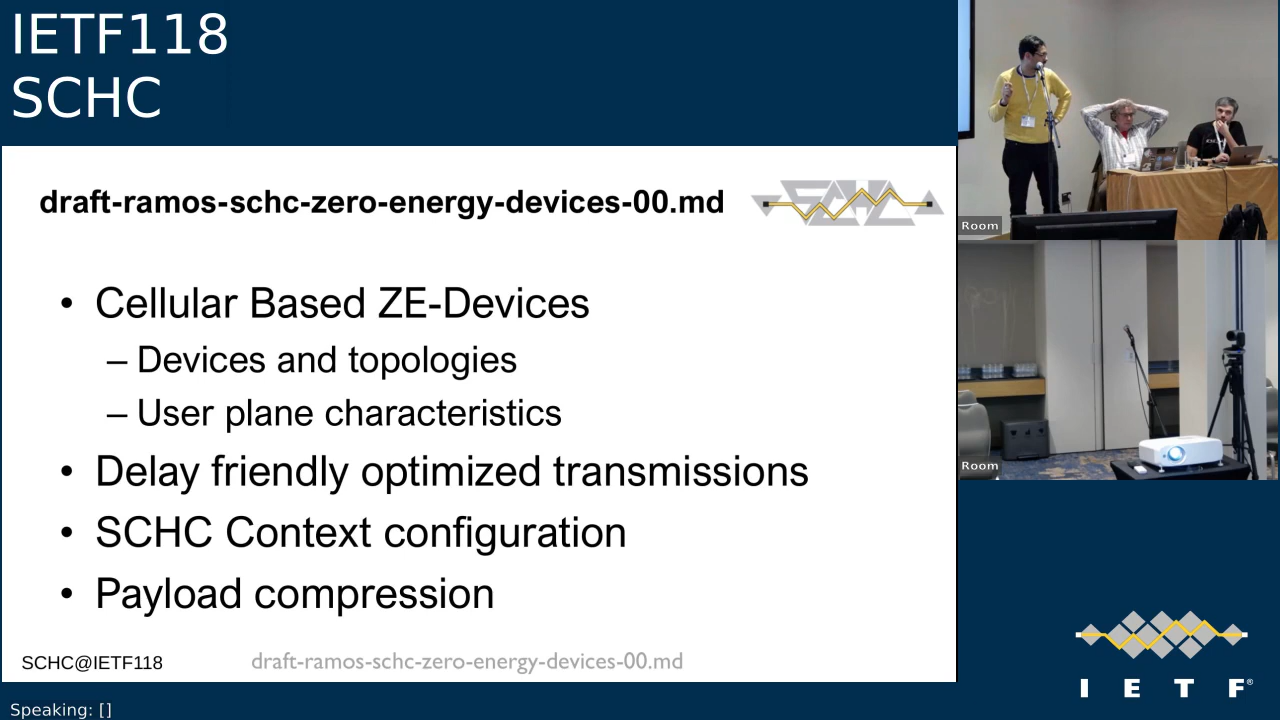 IETF118
SCHC
draft-ramos-schc-zero-energy-devices-00.md
SCHC
• Cellular Based ZE-Devices
– Devices and topologies
– User plane characteristics
• Delay friendly optimized transmissions
• SCHC Context configuration
• Payload compression
SCHC@IETF118
draft-ramos-schc-zero-energy-devices-00.md
Room
Room
I E T F®
Speaking: []